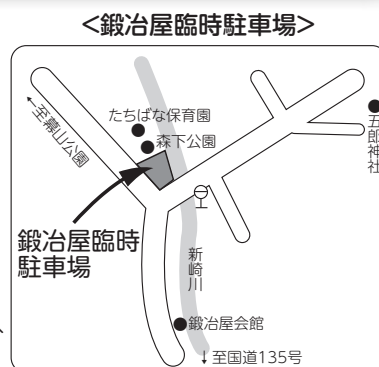 <鍛冶屋臨時駐車場>
←至幕山公園
たちばな保育園
森下公園
五郎神社
鍛冶屋臨時
駐車場
新崎川
鍛冶屋会館
↓至国道135号